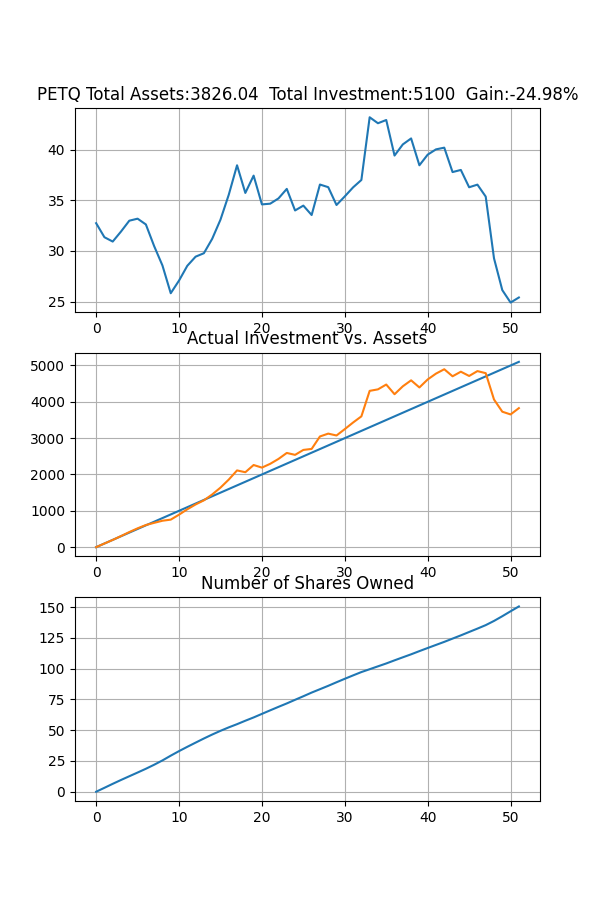 PETQ Total Assets:3826.04  Total Investment:5100  Gain:-24.98%
40
35
30
25
0 10 20 30 40 50
Actual Investment vs. Assets
5000
4000
3000
2000
1000
0
0 10 20 30 40 50
Number of Shares Owned
150
125
100
75
50
25
0
0 10 20 30 40 50